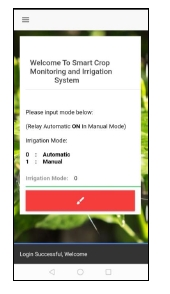 Welcome To Smart Crop
Monitoring and Irrigation
System
Please input mode below:
(Relay Automatic ON In Manual Mode)
Irrigation Mode:
0 : Automatic
1 : Manual
Irrigation Mode: 0
Login Successful, Welcome